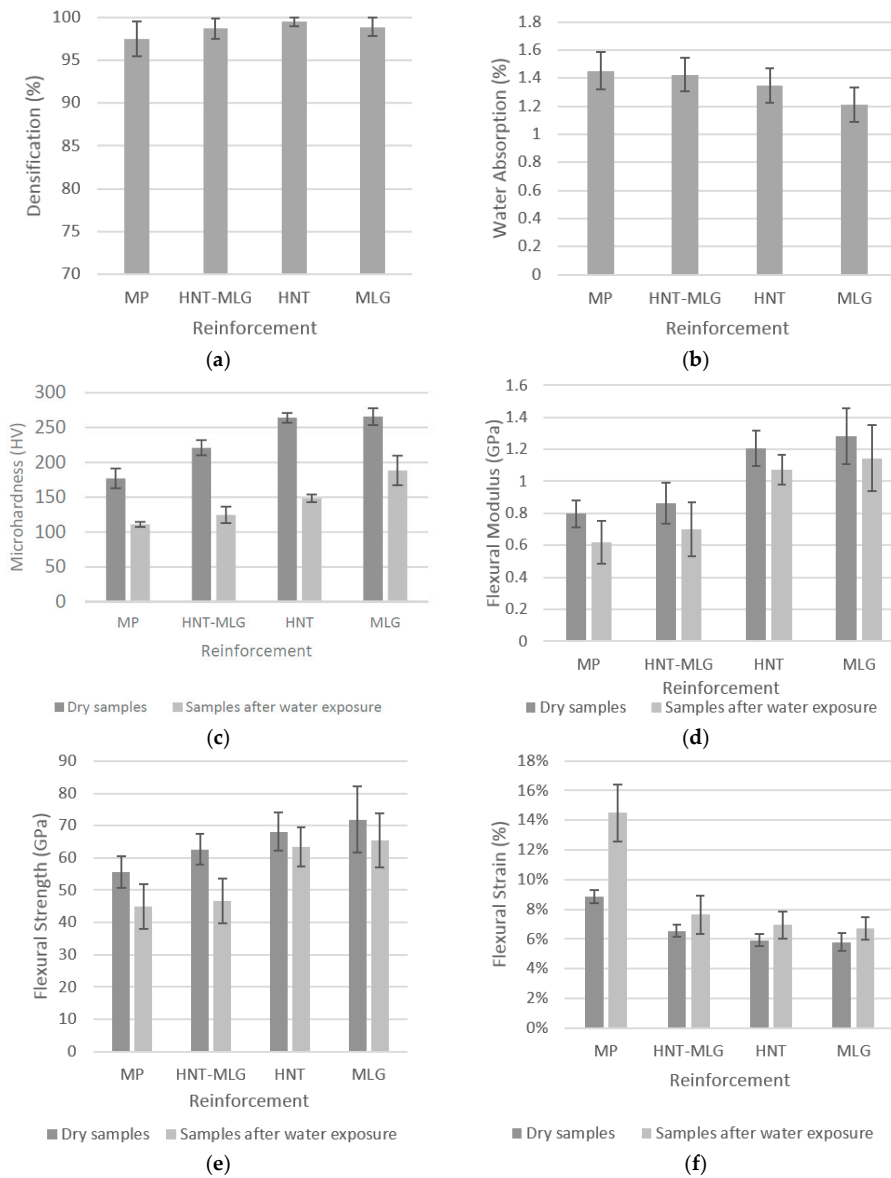 Densification (%)
100
95
90
85
80
75
70
MP HNT-MLG HNT MLG
Reinforcement
(a)
Water Absorption (%)
1.8
1.6
1.4
1.2
1
0.8
0.6
0.4
0.2
0
MP HNT-MLG HNT MLG
Reinforcement
(b)
Microhardness (HV)
300
250
200
150
100
50
0
MP HNT-MLG HNT MLG
Reinforcement
Dry samples Samples after water exposure
(c)
Flexural Modulus (GPa)
1.6
1.4
1.2
1
0.8
0.6
0.4
0.2
0
MP HNT-MLG HNT MLG
Reinforcement
Dry samples Samples after water exposure
(d)
Flexural Strength (GPa)
90
80
70
60
50
40
30
20
10
0
MP HNT-MLG HNT MLG
Reinforcement
Dry samples Samples after water exposure
(e)
Flexural Strain (%)
18%
16%
14%
12%
10%
8%
6%
4%
2%
0%
MP HNT-MLG HNT MLG
Reinforcement
Dry samples Samples after water exposure
(f)